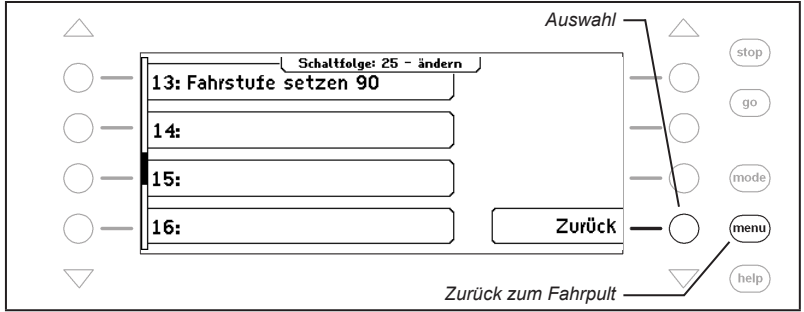 Auswahl
stop
Schaltfolge: 25 - ändern
13: Fahrstufe setzen 90
go
14:
15:
mode
16:
Zurück
menu
help
Zurück zum Fahrpult